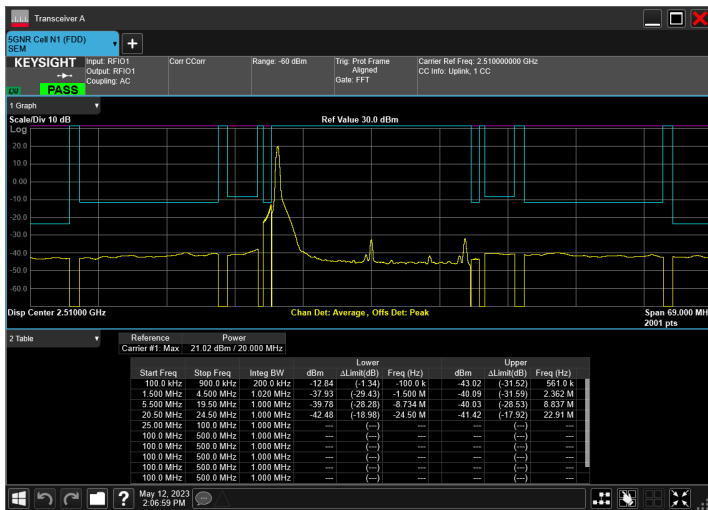 Transceiver A
5GNR Cell N1 (FDD)
SEM
KEYSIGHT
PASS
Input: RFIO1
Output: RFIO1
Coupling: AC
Corr CCorr
Range: -60 dBm
Trig: Prot Frame
Aligned
Gate: FFT
Carrier Ref Freq: 2.510000000 GHz
CC Info: Uplink, 1 CC
1 Graph
Scale/Div 10 dB
Ref Value 30.0 dBm
Log
20.0
10.0
0.00
-10.0
-20.0
-30.0
-40.0
-50.0
-60.0
Disp Center 2.51000 GHz
Chan Det: Average, Offs Det: Peak
Span 69.000 MH
2001 pts
2 Table
Reference Power
Carrier #1: Max 21.02 dBm / 20.000 MHz
Lower Upper
Start Freq Stop Freq Integ BW dBm ΔLimit(dB) Freq (Hz) dBm ΔLimit(dB) Freq (Hz)
100.0 kHz 900.0 kHz 200.0 kHz -12.84 (-1.34) -100.0 k -43.02 (-31.52) 561.0 k
1.500 MHz 4.500 MHz 1.020 MHz -37.93 (-29.43) -1.500 M -40.09 (-31.59) 2.362 M
5.500 MHz 19.50 MHz 1.000 MHz -39.78 (-28.28) -8.734 M -40.03 (-28.53) 8.837 M
20.50 MHz 24.50 MHz 1.000 MHz -42.48 (-18.98) -24.50 M -41.42 (-17.92) 22.91 M
25.00 MHz 100.0 MHz 1.000 MHz --- (---) --- --- (---) ---
100.0 MHz 500.0 MHz 1.000 MHz --- (---) --- --- (---) ---
100.0 MHz 500.0 MHz 1.000 MHz --- (---) --- --- (---) ---
100.0 MHz 500.0 MHz 1.000 MHz --- (---) --- --- (---) ---
100.0 MHz 500.0 MHz 1.000 MHz --- (---) --- --- (---) ---
100.0 MHz 500.0 MHz 1.000 MHz --- (---) --- --- (---) ---
May 12, 2023
2:06:59 PM